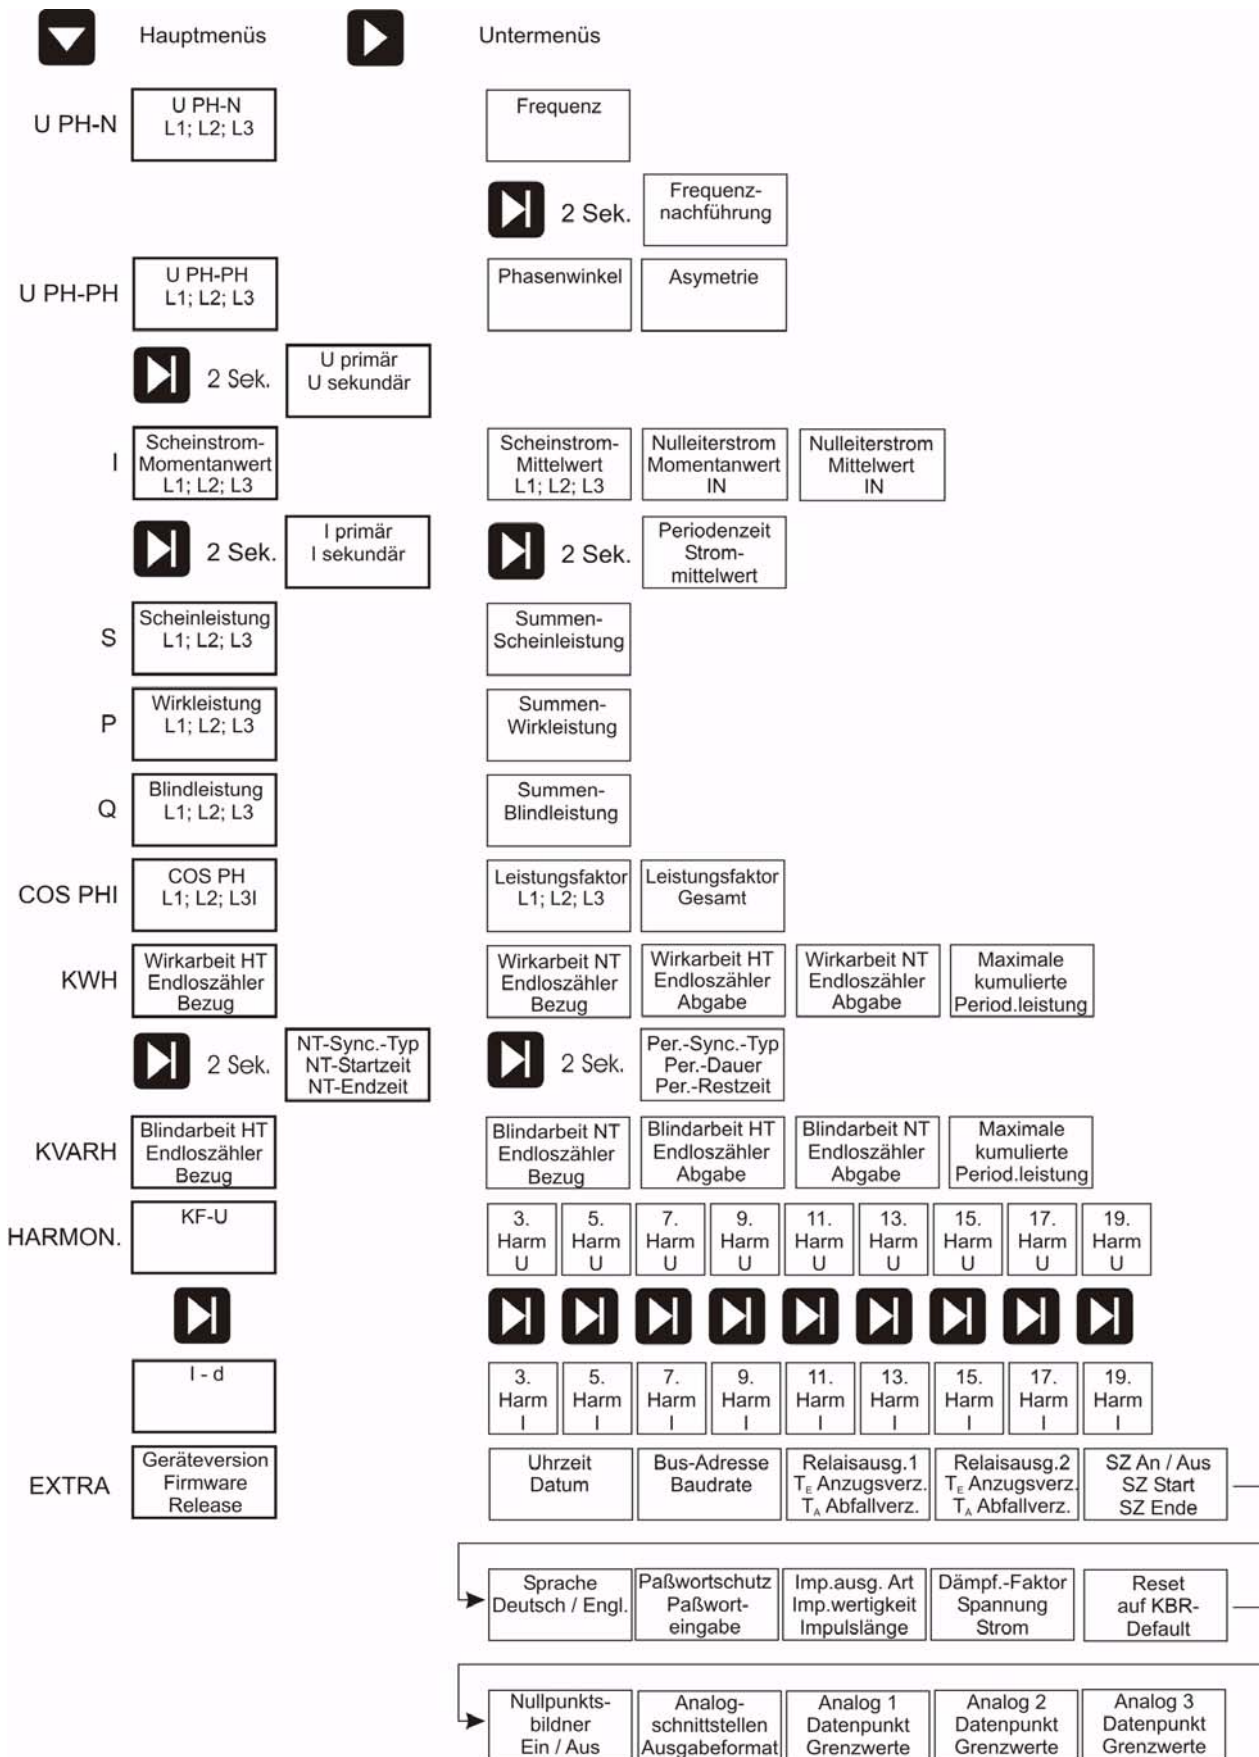 Hauptmenüs
Untermenüs
U PH-N
U PH-N
L1; L2; L3
Frequenz
2 Sek.
Frequenz-
nachführung
U PH-PH
U PH-PH
L1; L2; L3
Phasenwinkel
Asymetrie
2 Sek.
U primär
U sekundär
I
Scheinstrom-
Momentanwert
L1; L2; L3
Scheinstrom-
Mittelwert
L1; L2; L3
Nulleiterstrom
Momentanwert
IN
Nulleiterstrom
Mittelwert
IN
2 Sek.
I primär
I sekundär
2 Sek.
Periodenzeit
Strom-
mittelwert
S
Scheinleistung
L1; L2; L3
Summen-
Scheinleistung
P
Wirkleistung
L1; L2; L3
Summen-
Wirkleistung
Q
Blindleistung
L1; L2; L3
Summen-
Blindleistung
COS PHI
COS PH
L1; L2; L3I
Leistungsfaktor
L1; L2; L3
Leistungsfaktor
Gesamt
KWH
Wirkarbeit HT
Endloszähler
Bezug
Wirkarbeit NT
Endloszähler
Bezug
Wirkarbeit HT
Endloszähler
Abgabe
Wirkarbeit NT
Endloszähler
Abgabe
Maximale
kumulierte
Period.leistung
2 Sek.
NT-Sync.-Typ
NT-Startzeit
NT-Endzeit
2 Sek.
Per.-Sync.-Typ
Per.-Dauer
Per.-Restzeit
KVARH
Blindarbeit HT
Endloszähler
Bezug
Blindarbeit NT
Endloszähler
Bezug
Blindarbeit HT
Endloszähler
Abgabe
Blindarbeit NT
Endloszähler
Abgabe
Maximale
kumulierte
Period.leistung
HARMON.
KF-U
3.
Harm
U
5.
Harm
U
7.
Harm
U
9.
Harm
U
11.
Harm
U
13.
Harm
U
15.
Harm
U
17.
Harm
U
19.
Harm
U
I - d
3.
Harm
I
5.
Harm
I
7.
Harm
I
9.
Harm
I
11.
Harm
I
13.
Harm
I
15.
Harm
I
17.
Harm
I
19.
Harm
I
EXTRA
Geräteversion
Firmware
Release
Uhrzeit
Datum
Bus-Adresse
Baudrate
Relaisausg.1
TE Anzugsverz.
TA Abfallverz.
Relaisausg.2
TE Anzugsverz.
TA Abfallverz.
SZ An / Aus
SZ Start
SZ Ende
Sprache
Deutsch / Engl.
Paßwortschutz
Paßwort-
eingabe
Imp.ausg. Art
Imp.wertigkeit
Impulslänge
Dämpf.-Faktor
Spannung
Strom
Reset
auf KBR-
Default
Nullpunkts-
bildner
Ein / Aus
Analog-
schnittstellen
Ausgabeformat
Analog 1
Datenpunkt
Grenzwerte
Analog 2
Datenpunkt
Grenzwerte
Analog 3
Datenpunkt
Grenzwerte